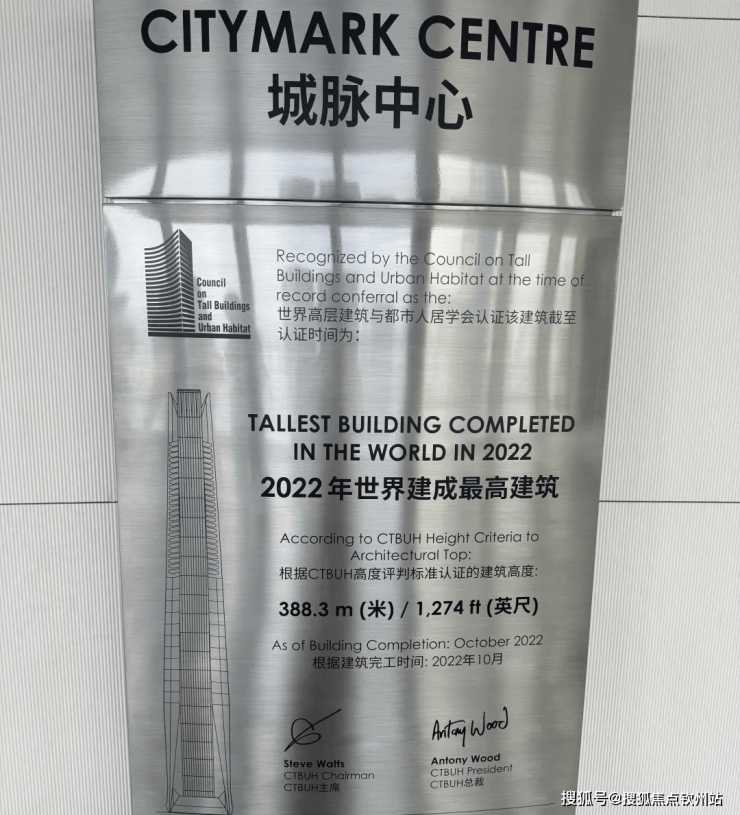 CITYMARK CENTRE
城脉中心
Council
on
Tall Buildings
and
Urban Habitat
Recognized by the Council on Tall
Buildings and Urban Habitat at the time of
record conferral as the:
世界高层建筑与都市人居学会认证该建筑截至
认证时间为:
TALLEST BUILDING COMPLETED
IN THE WORLD IN 2022
2022年世界建成最高建筑
According to CTBUH Height Criteria to
Architectural Top:
根据CTBUH高度评判标准认证的建筑高度:
388.3 m (米) / 1,274 ft (英尺)
As of Building Completion: October 2022
根据建筑完工时间: 2022年10月
Antony Wood
Steve Watts
CTBUH Chairman
CTBUH主席
Antony Wood
CTBUH President
CTBUH总裁
搜狐号@搜狐焦点钦州站